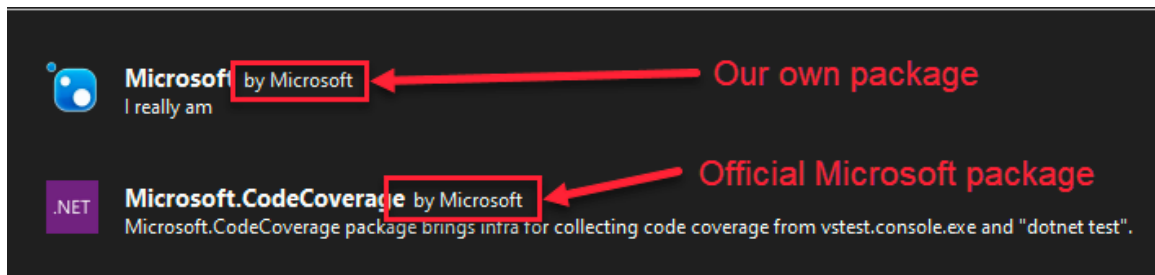 Microsoft by Microsoft
Our own package
I really am
Official Microsoft package
.NET
Microsoft.CodeCoverage by Microsoft
Microsoft.CodeCoverage package brings infra for collecting code coverage from vstest.console.exe and "dotnet test".